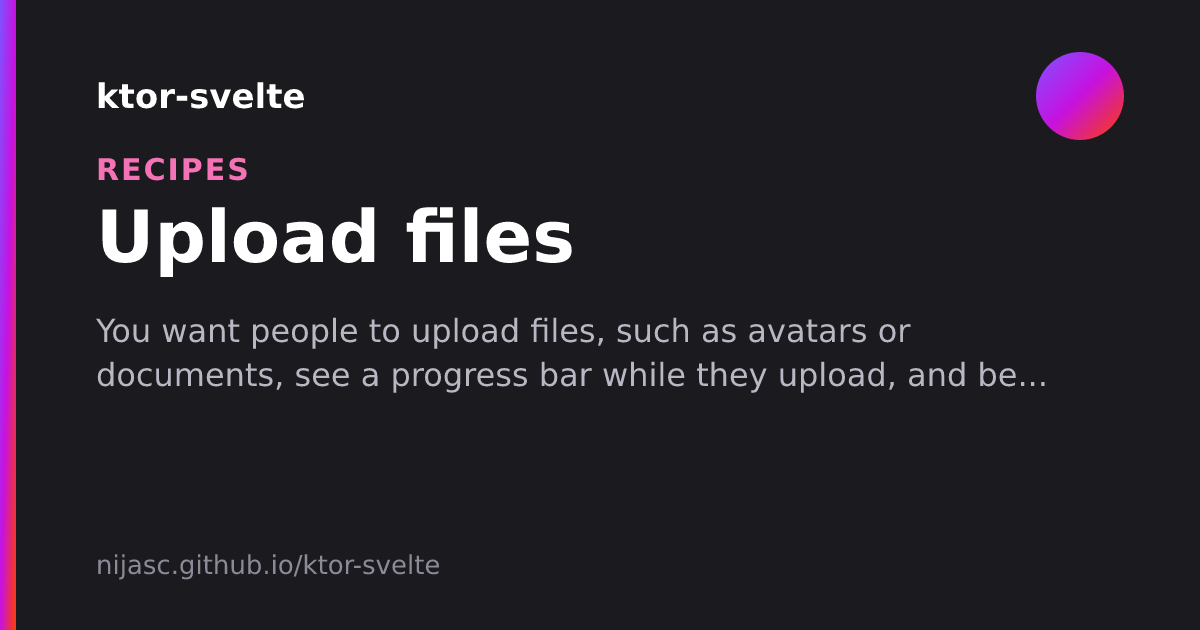 ktor-svelte
RECIPES
Upload files
You want people to upload files, such as avatars or
documents, see a progress bar while they upload, and be...
nijasc.github.io/ktor-svelte